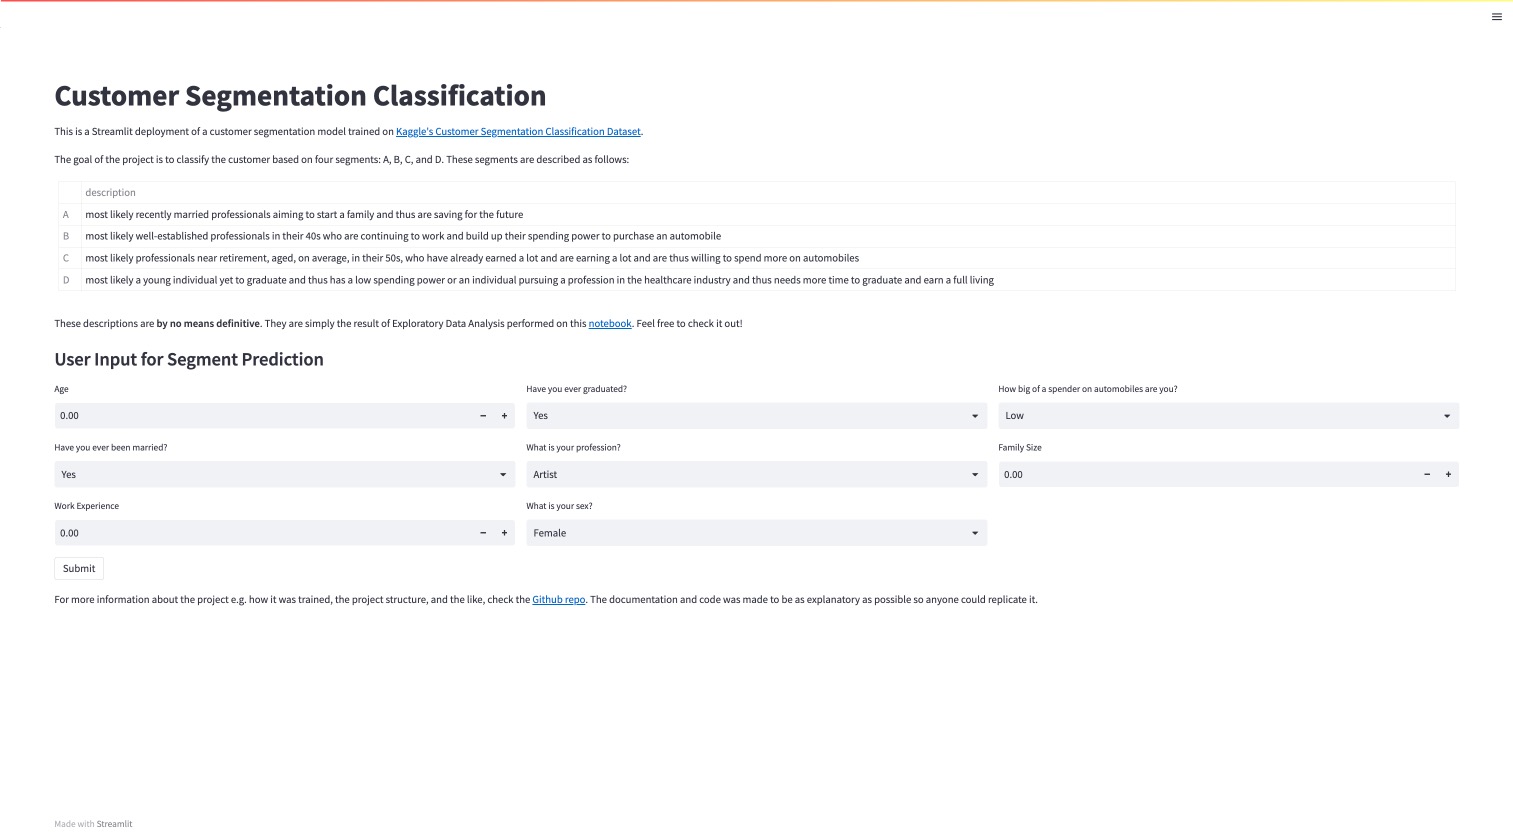 Customer Segmentation Classification
This is a Streamlit deployment of a customer segmentation model trained on Kaggle's Customer Segmentation Classification Dataset.
The goal of the project is to classify the customer based on four segments: A, B, C, and D. These segments are described as follows:
description
A most likely recently married professionals aiming to start a family and thus are saving for the future
B most likely well-established professionals in their 40s who are continuing to work and build up their spending power to purchase an automobile
C most likely professionals near retirement, aged, on average, in their 50s, who have already earned a lot and are earning a lot and are thus willing to spend more on automobiles
D most likely a young individual yet to graduate and thus has a low spending power or an individual pursuing a profession in the healthcare industry and thus needs more time to graduate and earn a full living
These descriptions are by no means definitive. They are simply the result of Exploratory Data Analysis performed on this notebook. Feel free to check it out!
User Input for Segment Prediction
Age Have you ever graduated? How big of a spender on automobiles are you?
0.00 − + Yes Low
Have you ever been married? What is your profession? Family Size
Yes Artist 0.00 − +
Work Experience What is your sex?
0.00 − + Female
Submit
For more information about the project e.g. how it was trained, the project structure, and the like, check the Github repo. The documentation and code was made to be as explanatory as possible so anyone could replicate it.
Made with Streamlit